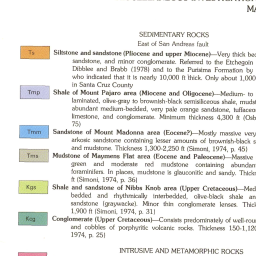 MA
SEDIMENTARY ROCKS
East of San Andreas fault
Siltstone and sandstone (Pliocene and upper Miocene)—Very thick bed
sandstone, and minor conglomerate. Referred to the Etchegoin
Dibblee and Brabb (1978) and to the Purisima Formation by
who indicated that it is nearly 10,000 ft thick. Only about 1,000
in Santa Cruz County
Tmp
Shale of Mount Pajaro area (Miocene and Oligocene)—Medium- to
laminated, olive-gray to brownish-black semisiliceous shale, mudst
abundant medium-bedded, very pale orange sandstone, tuffaceous
limestone, and conglomerate. Minimum thickness 4,300 ft (Osb
75)
Tmm
Sandstone of Mount Madonna area (Eocene?)—Mostly massive very
arkosic sandstone containing lesser amounts of brownish-black s
and mudstone. Thickness 1,300-2,250 ft (Simoni, 1974, p. 45)
Tms
Mudstone of Maymens Flat area (Eocene and Paleocene)—Massive
green and moderate red mudstone containing abundan
foraminifers. In places, mudstone is glauconitic and sandy. Thickn
ft (Simoni, 1974, p. 36)
Kgs
Shale and sandstone of Nibbs Knob area (Upper Cretaceous)—Med
bedded and rhythmically interbedded, olive-black shale an
sandstone (graywacke). Minor thin conglomerate lenses. Thick
1,900 ft (Simoni, 1974, p. 31)
Kcg
Conglomerate (Upper Cretaceous)—Consists predominately of well-roun
and cobbles of porphyritic volcanic rocks. Thickness 150-1,120
1974, p. 25)
INTRUSIVE AND METAMORPHIC ROCKS